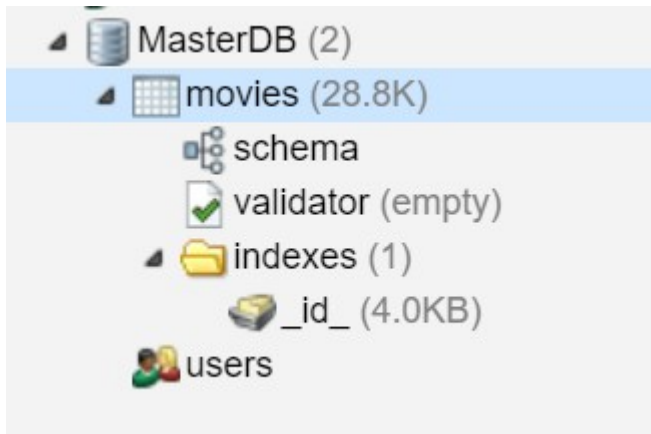 MasterDB (2)
movies (28.8K)
schema
validator (empty)
indexes (1)
_id_ (4.0KB)
users